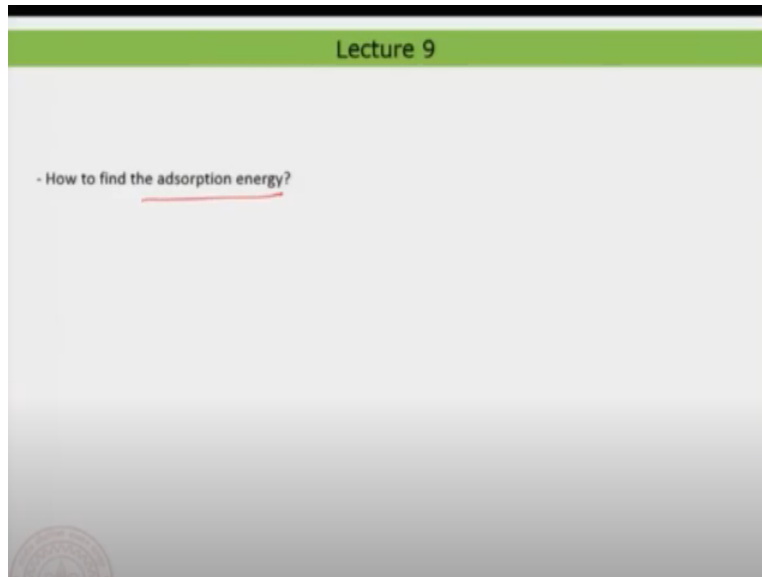 Lecture 9
- How to find the adsorption energy?